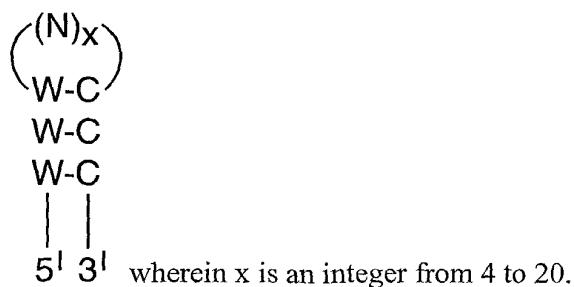 (N)x
W-C
W-C
W-C
5' 3' wherein x is an integer from 4 to 20.